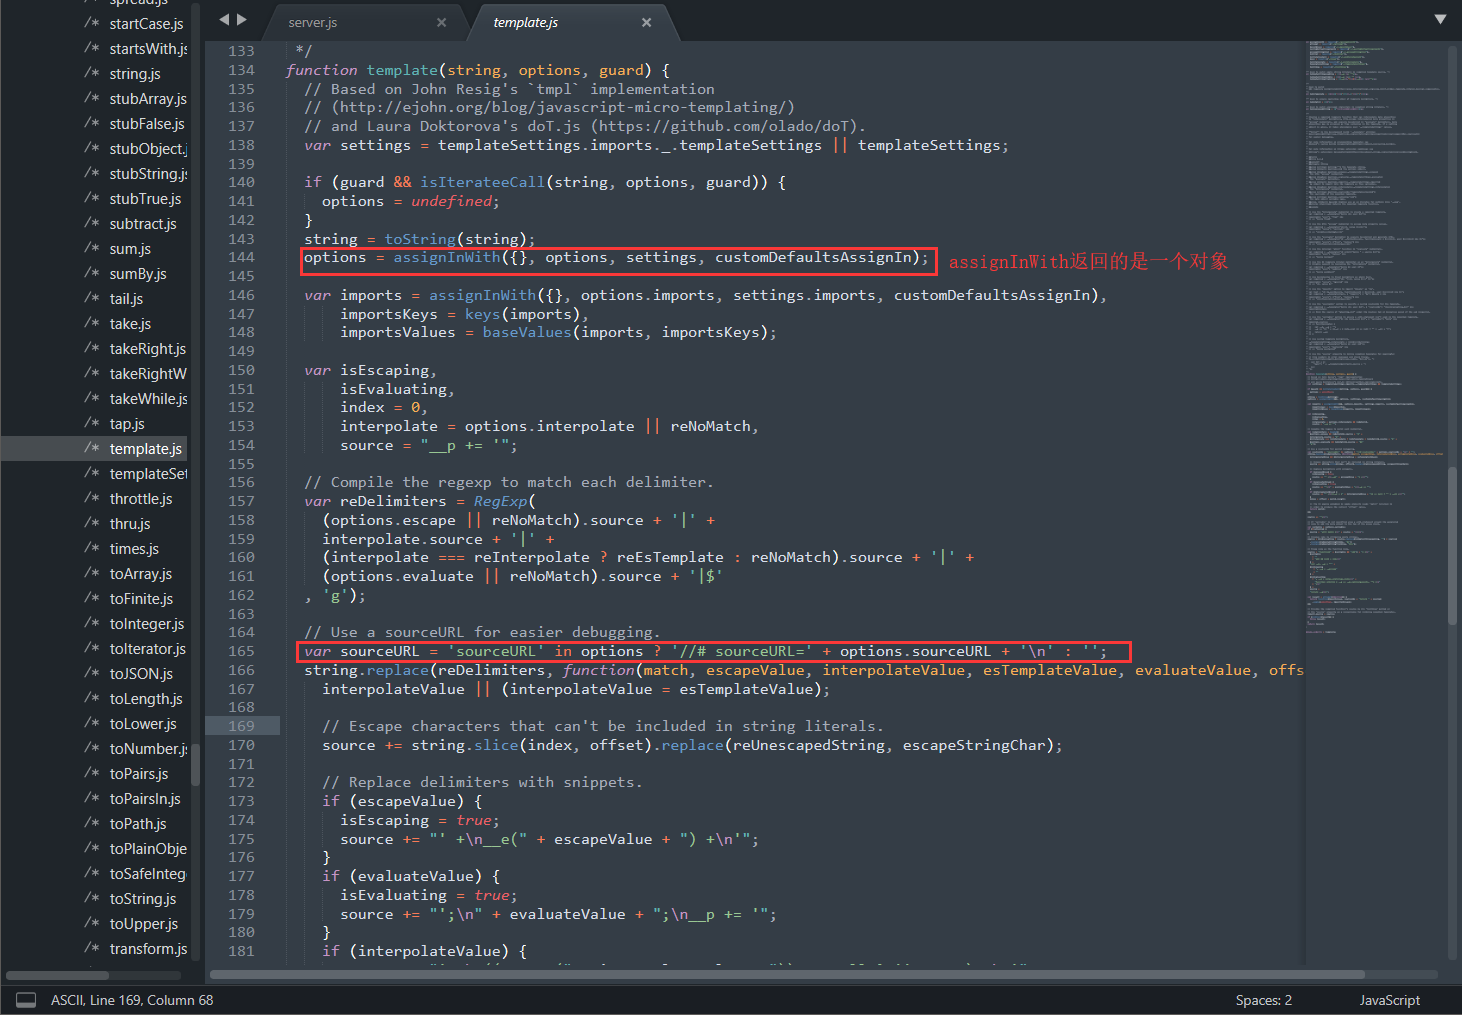 spread.js
startCase.js
startsWith.js
string.js
stubArray.js
stubFalse.js
stubObject.j
stubString.js
stubTrue.js
subtract.js
sum.js
sumBy.js
tail.js
take.js
takeRight.js
takeRightW
takeWhile.js
tap.js
template.js
templateSet
throttle.js
thru.js
times.js
toArray.js
toFinite.js
toInteger.js
toIterator.js
toJSON.js
toLength.js
toLower.js
toNumber.js
toPairs.js
toPairsIn.js
toPath.js
toPlainObje
toSafeInteg
toString.js
toUpper.js
transform.js
server.js
template.js
133 */
134 function template(string, options, guard) {
135 // Based on John Resig's `tmpl` implementation
136 // (http://ejohn.org/blog/javascript-micro-templating/)
137 // and Laura Doktorova's doT.js (https://github.com/olado/doT).
138 var settings = templateSettings.imports._.templateSettings || templateSettings;
139
140 if (guard && isIterateeCall(string, options, guard)) {
141 options = undefined;
142 }
143 string = toString(string);
144 options = assignInWith({}, options, settings, customDefaultsAssignIn);
assignInWith返回的是一个对象
145
146 var imports = assignInWith({}, options.imports, settings.imports, customDefaultsAssignIn),
147 importsKeys = keys(imports),
148 importsValues = baseValues(imports, importsKeys);
149
150 var isEscaping,
151 isEvaluating,
152 index = 0,
153 interpolate = options.interpolate || reNoMatch,
154 source = "__p += '";
155
156 // Compile the regexp to match each delimiter.
157 var reDelimiters = RegExp(
158 (options.escape || reNoMatch).source + '|' +
159 interpolate.source + '|' +
160 (interpolate === reInterpolate ? reEsTemplate : reNoMatch).source + '|' +
161 (options.evaluate || reNoMatch).source + '|$'
162 , 'g');
163
164 // Use a sourceURL for easier debugging.
165 var sourceURL = 'sourceURL' in options ? '//# sourceURL=' + options.sourceURL + '\n' : '';
166 string.replace(reDelimiters, function(match, escapeValue, interpolateValue, esTemplateValue, evaluateValue, offs
167 interpolateValue || (interpolateValue = esTemplateValue);
168
169 // Escape characters that can't be included in string literals.
170 source += string.slice(index, offset).replace(reUnescapedString, escapeStringChar);
171
172 // Replace delimiters with snippets.
173 if (escapeValue) {
174 isEscaping = true;
175 source += "' +\n__e(" + escapeValue + ") +\n'";
176 }
177 if (evaluateValue) {
178 isEvaluating = true;
179 source += "';\n" + evaluateValue + ";\n__p += '";
180 }
181 if (interpolateValue) {
ASCII, Line 169, Column 68
Spaces: 2
JavaScript